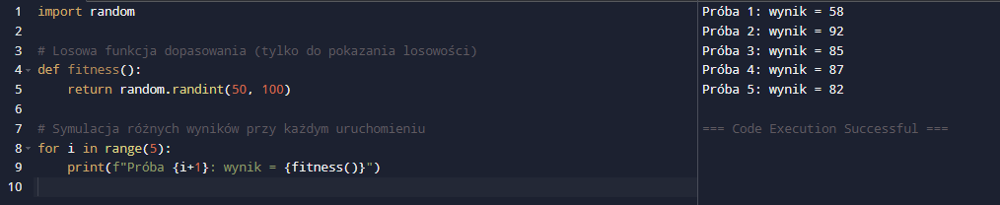 1 import random
2
3 # Losowa funkcja dopasowania (tylko do pokazania losowości)
4 def fitness():
5     return random.randint(50, 100)
6
7 # Symulacja różnych wyników przy każdym uruchomieniu
8 for i in range(5):
9     print(f"Próba {i+1}: wynik = {fitness()}")
10
Próba 1: wynik = 58
Próba 2: wynik = 92
Próba 3: wynik = 85
Próba 4: wynik = 87
Próba 5: wynik = 82
=== Code Execution Successful ===